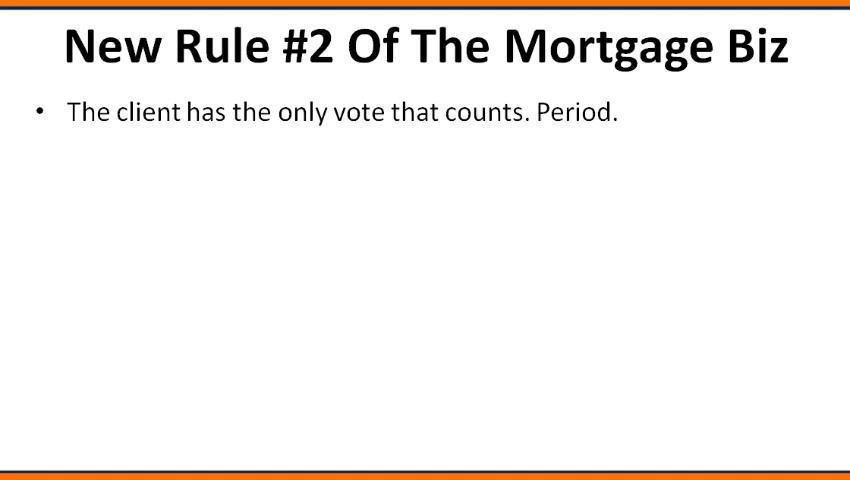 New Rule #2 Of The Mortgage Biz
• The client has the only vote that counts. Period.